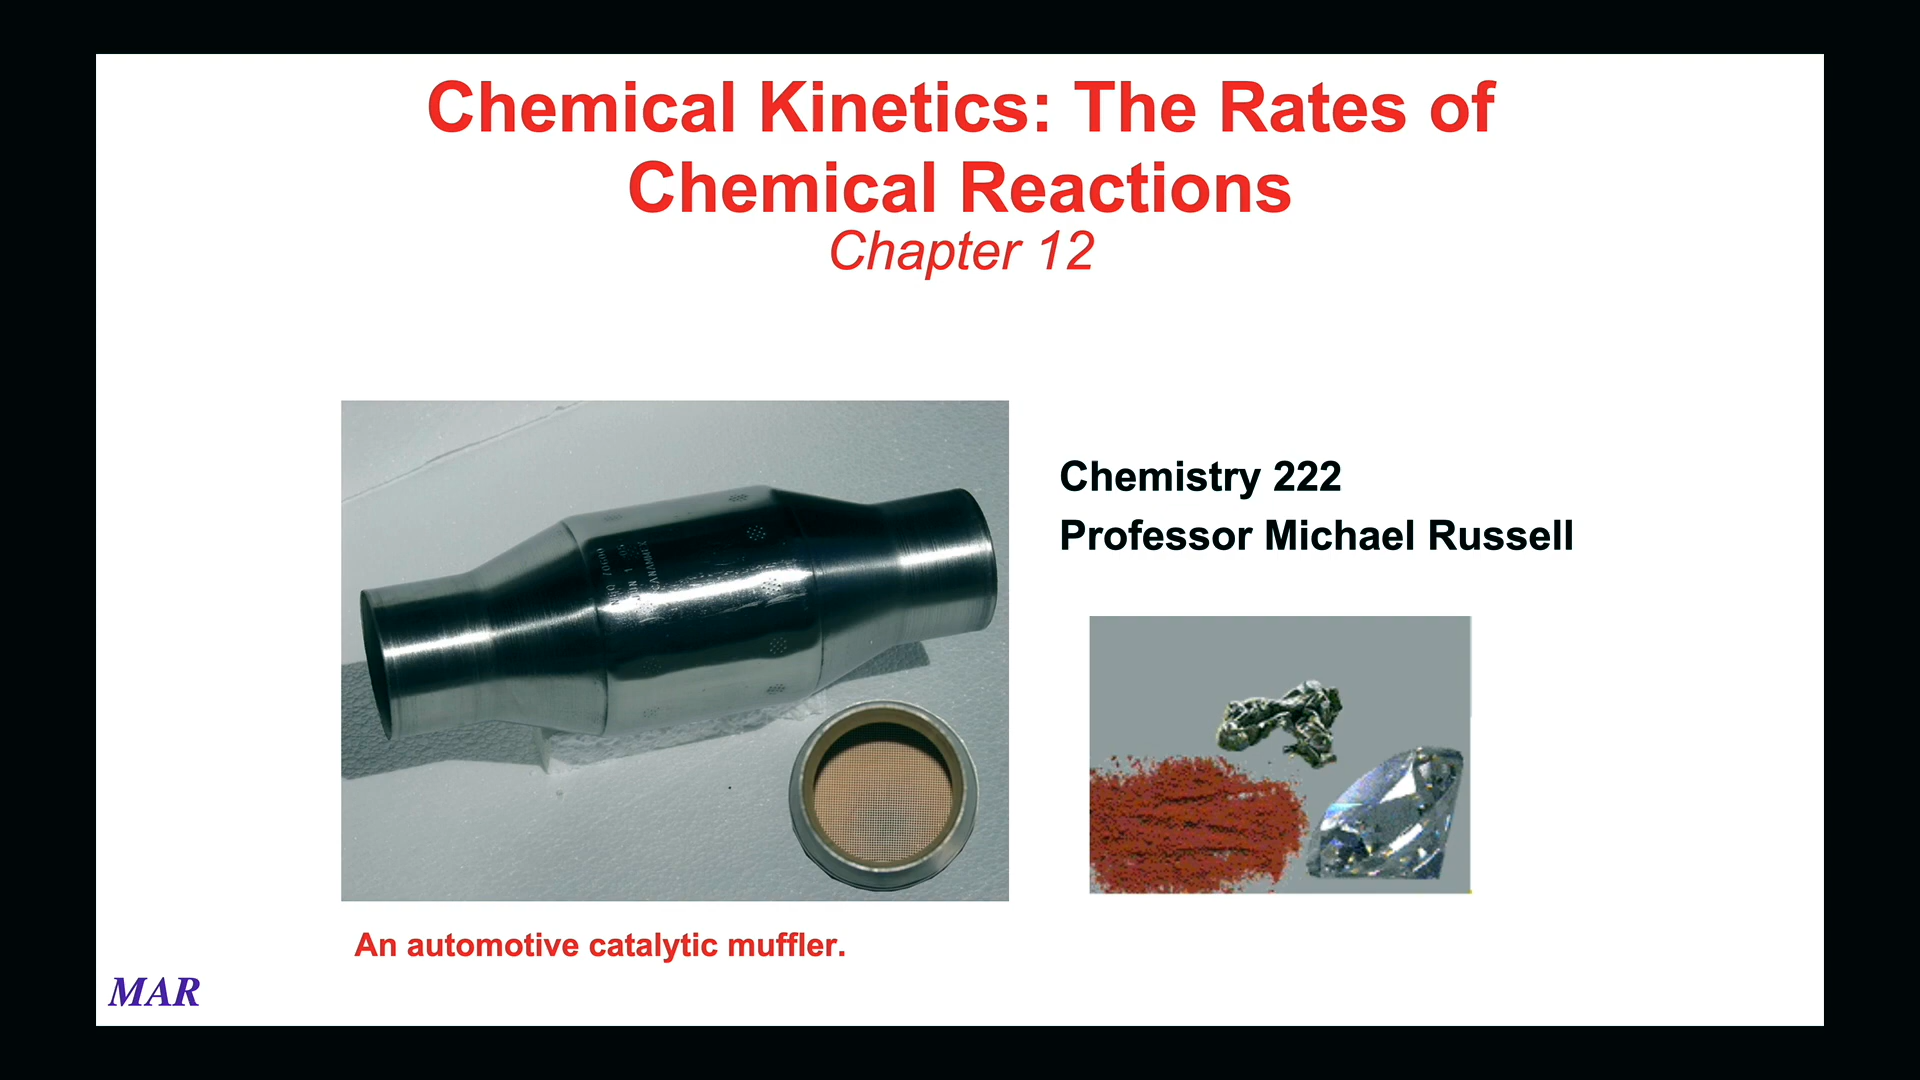 Chemical Kinetics: The Rates of
Chemical Reactions
Chapter 12
Chemistry 222
Professor Michael Russell
An automotive catalytic muffler.
MAR